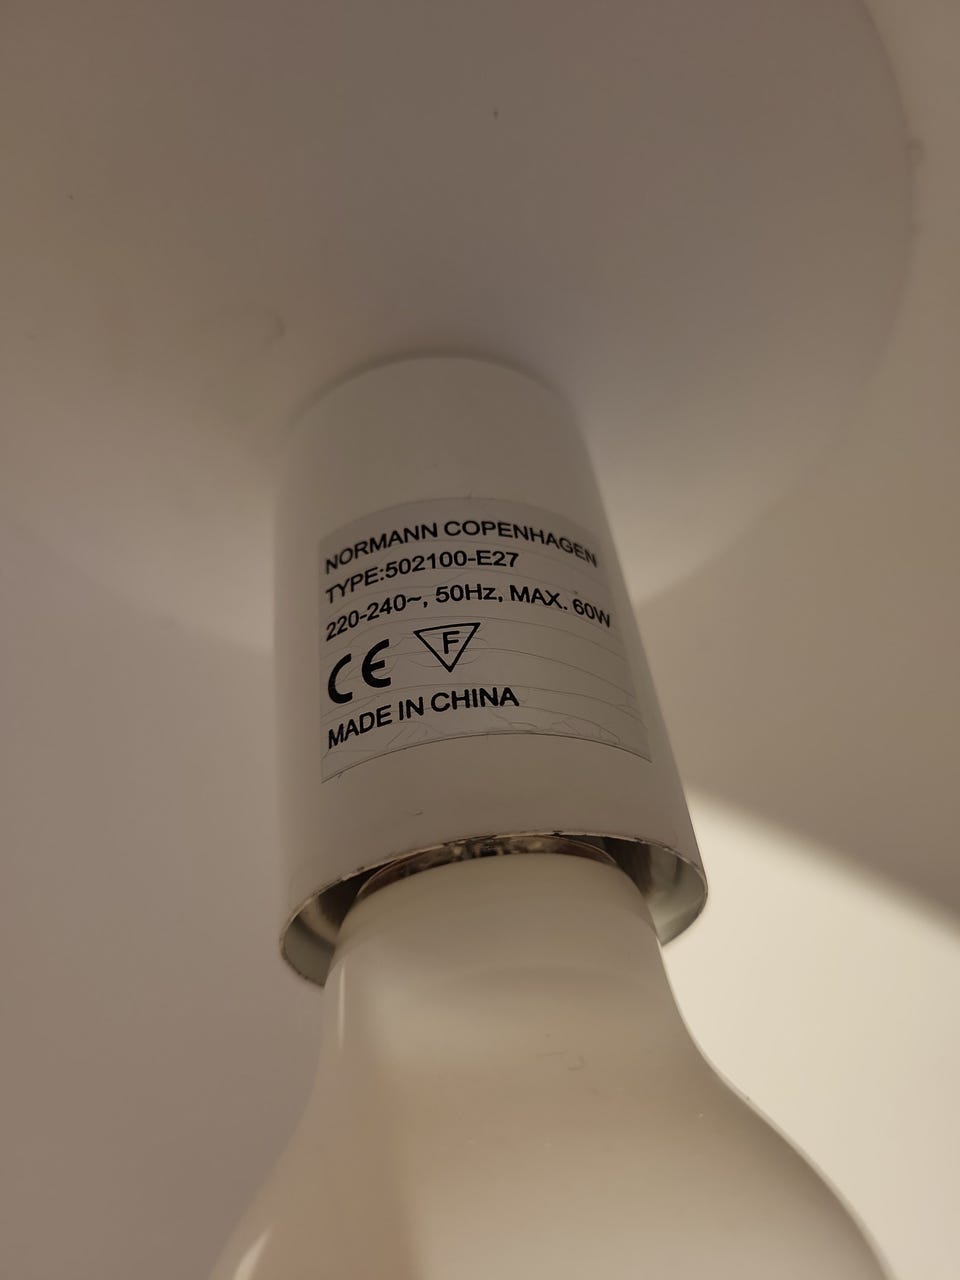 NORMANN COPENHAGEN
TYPE:502100-E27
220-240~, 50Hz, MAX. 60W
CE F
MADE IN CHINA